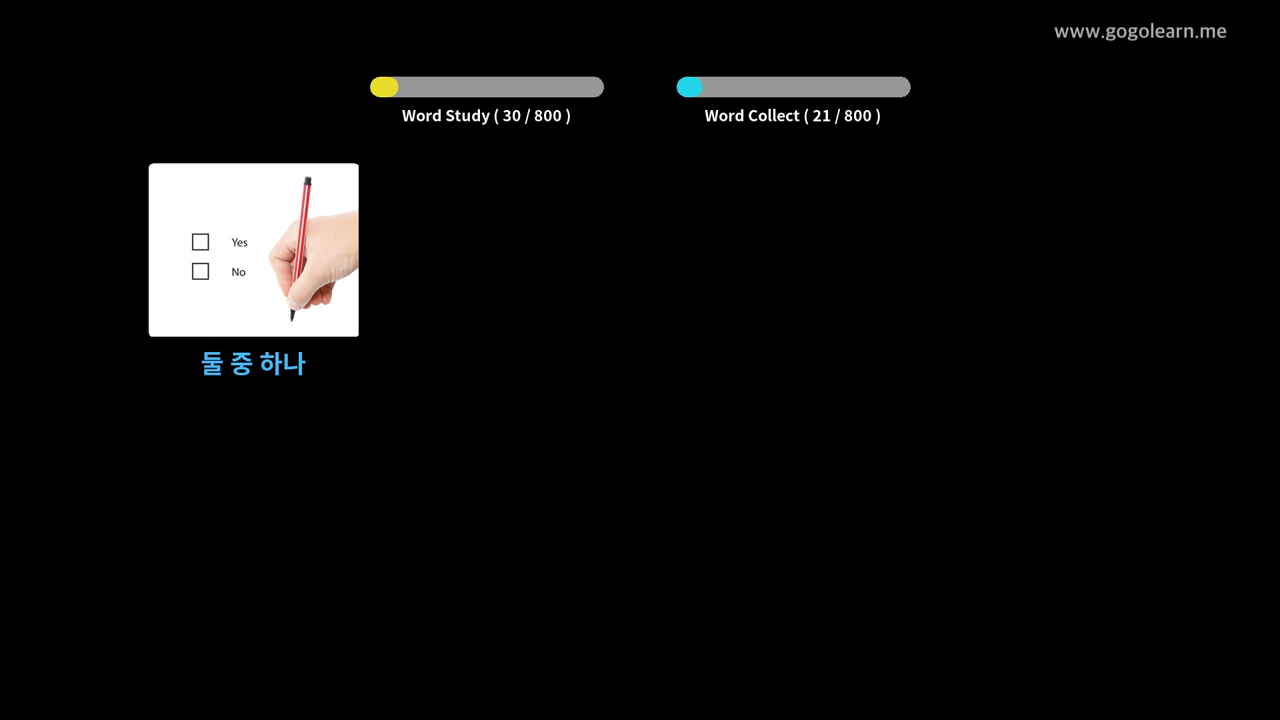 www.gogolearn.me
Word Study ( 30 / 800 )
Word Collect ( 21 / 800 )
Yes
No
둘 중 하나